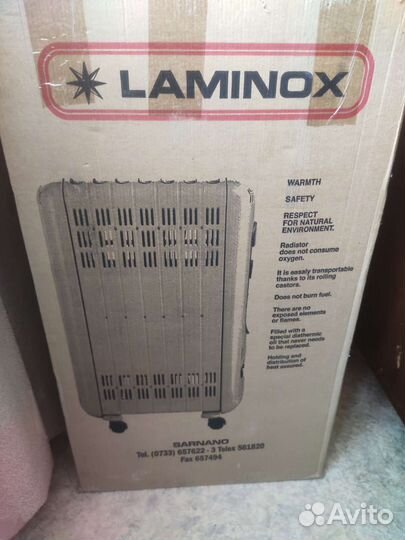 LAMINOX
WARMTH
SAFETY
RESPECT
FOR NATURAL
ENVIRONMENT.
Radiator
does not consume
oxygen.
It is easaly transportable
thanks to its rolling
castors.
Does not burn fuel.
There are no
exposed elements
or flames.
Filled with a
special diathermic
oil that never needs
to be replaced.
Holding and
distribution of
heat assured.
SARNANO
Tel. (0733) 657622 - 3 Telex 561820
Fax 657494
Avito